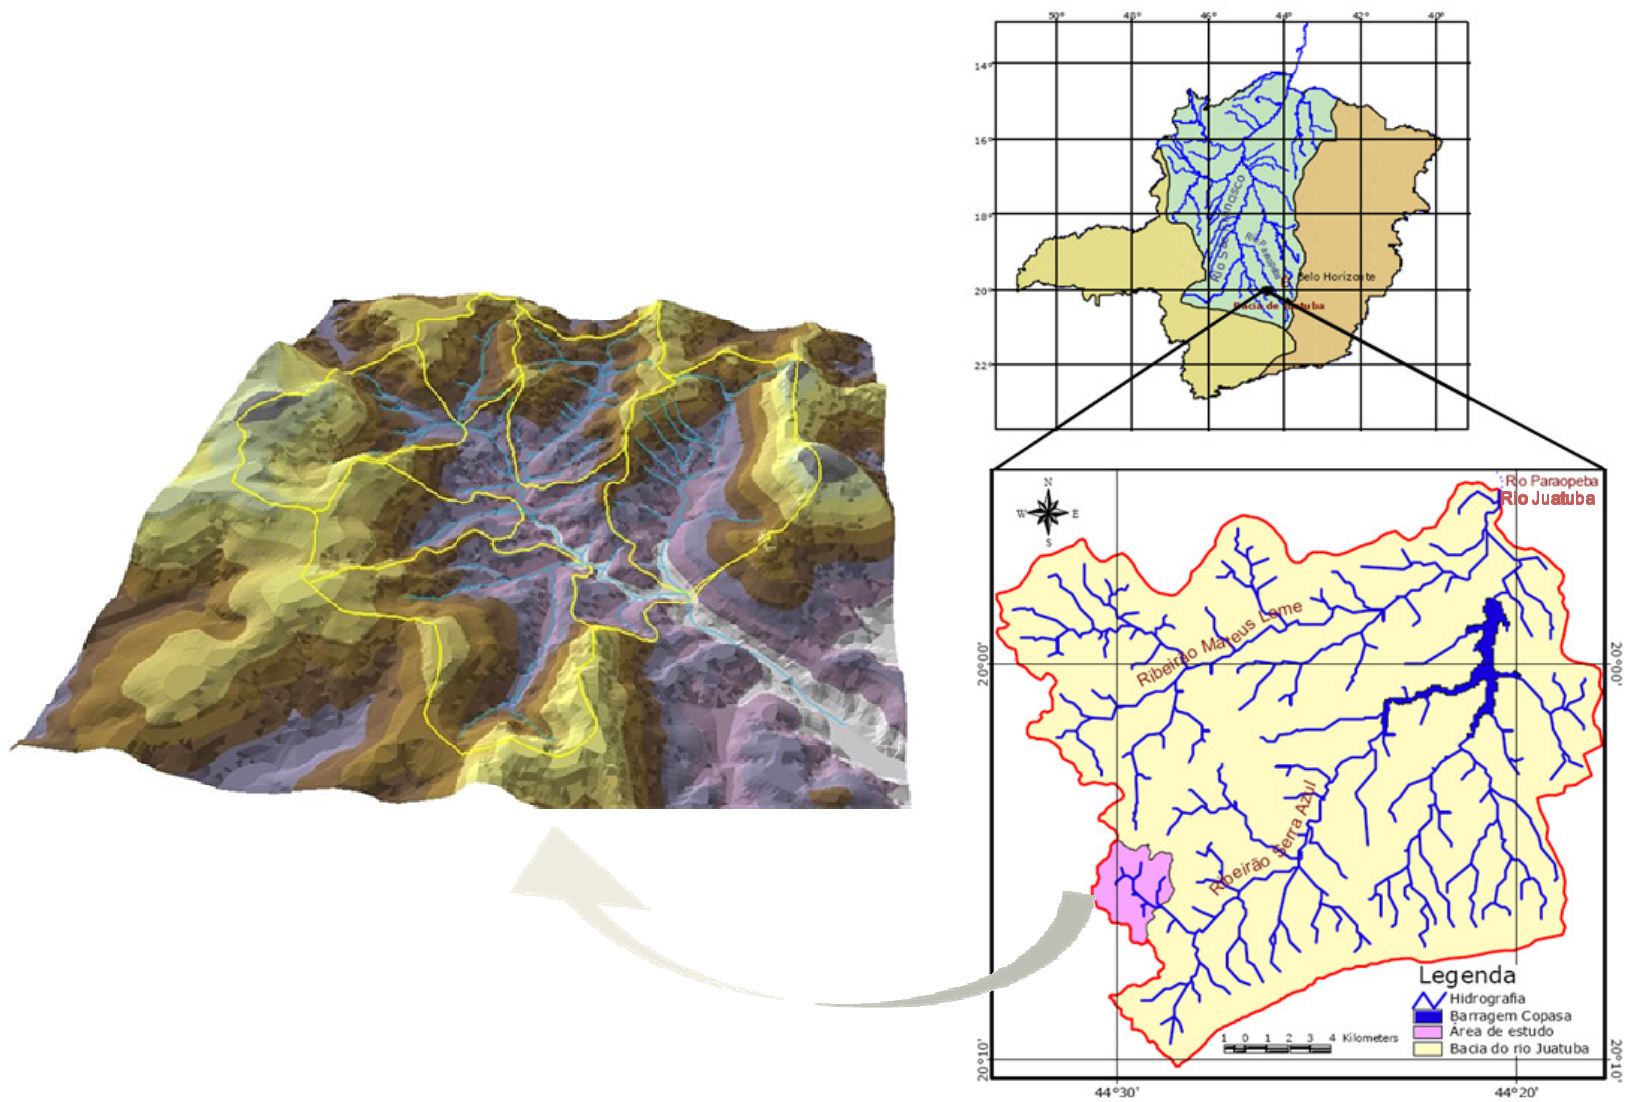 50° 48° 46° 44° 42° 40°
14°
16°
18°
20°
22°
Rio São Francisco
Rio Paraopeba
Belo Horizonte
Bacia de Juatuba
Rio Paraopeba
Rio Juatuba
N
W E
S
Ribeirão Mateus Leme
20°00' 20°00'
Ribeirão Serra Azul
Legenda
Hidrografia
Barragem Copasa
Área de estudo
Bacia do rio Juatuba
1 0 1 2 3 4 Kilometers
20°10' 20°10'
44°30' 44°20'